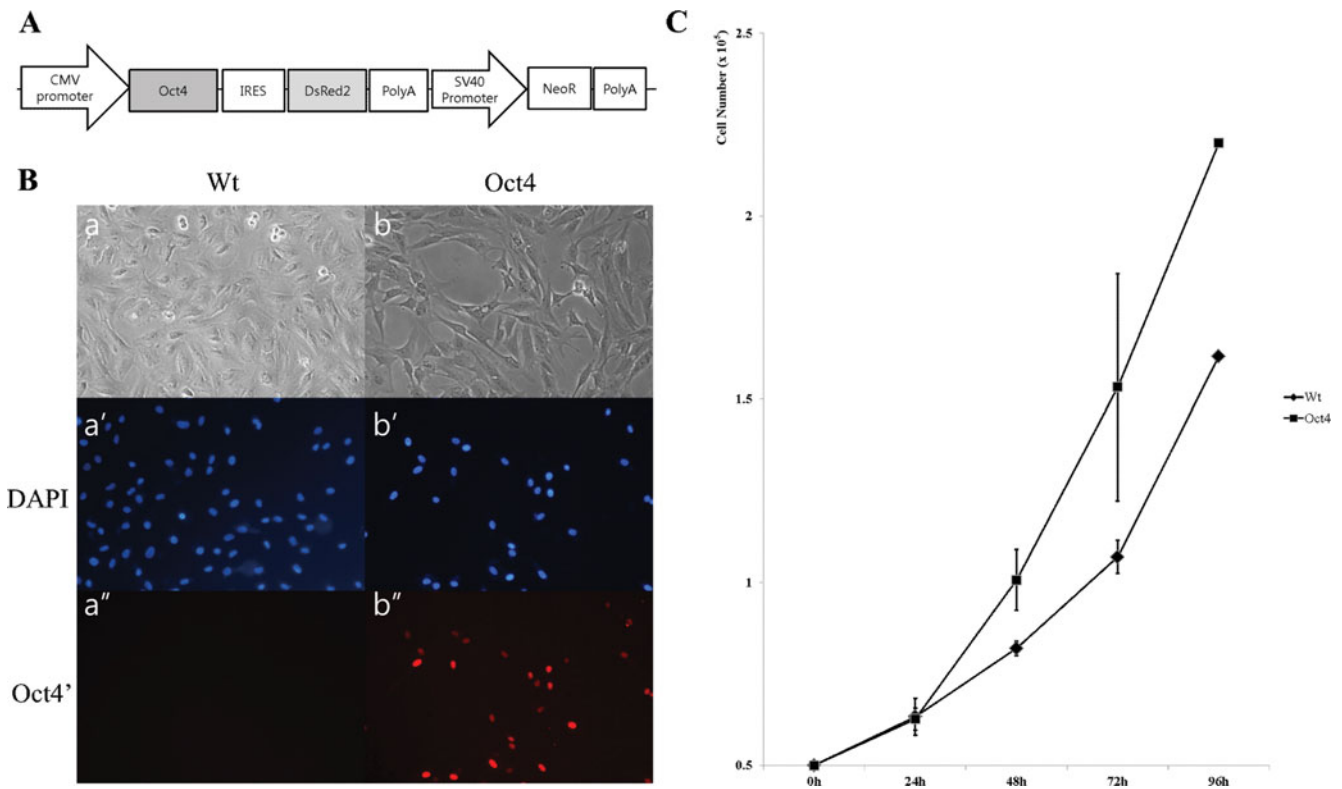 A
CMV
promoter
Oct4
IRES
DsRed2
PolyA
SV40
Promoter
NeoR
PolyA
B
Wt
Oct4
a
b
DAPI
a'
b'
Oct4'
a"
b"
C
Cell Number (x 10⁵)
2.5
2
1.5
1
0.5
0h
24h
48h
72h
96h
Wt
Oct4